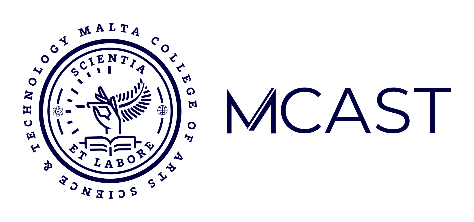 MALTA COLLEGE OF ARTS SCIENCE & TECHNOLOGY
SCIENTIA
ET LABORE
MCAST